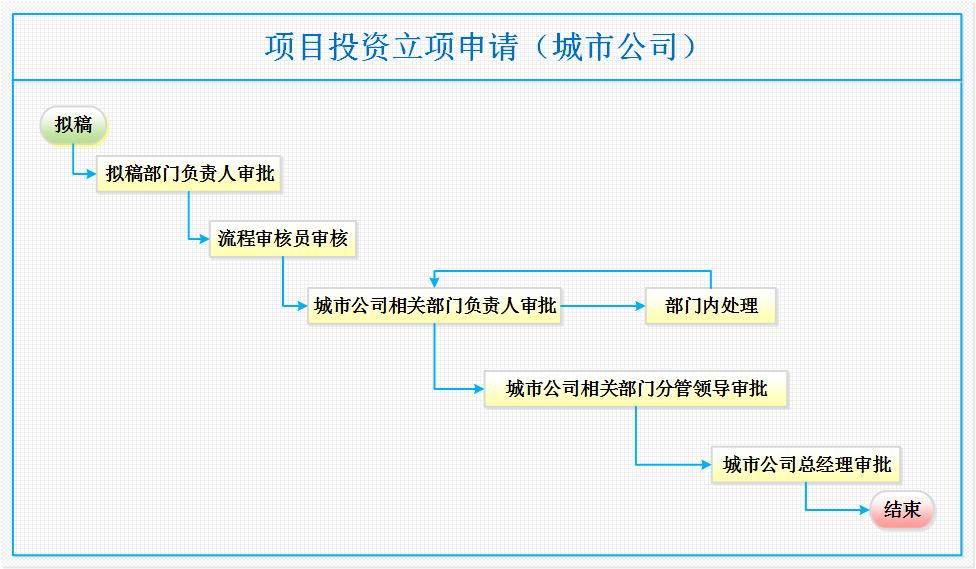 项目投资立项申请（城市公司）
拟稿
拟稿部门负责人审批
流程审核员审核
城市公司相关部门负责人审批
部门内处理
城市公司相关部门分管领导审批
城市公司总经理审批
结束